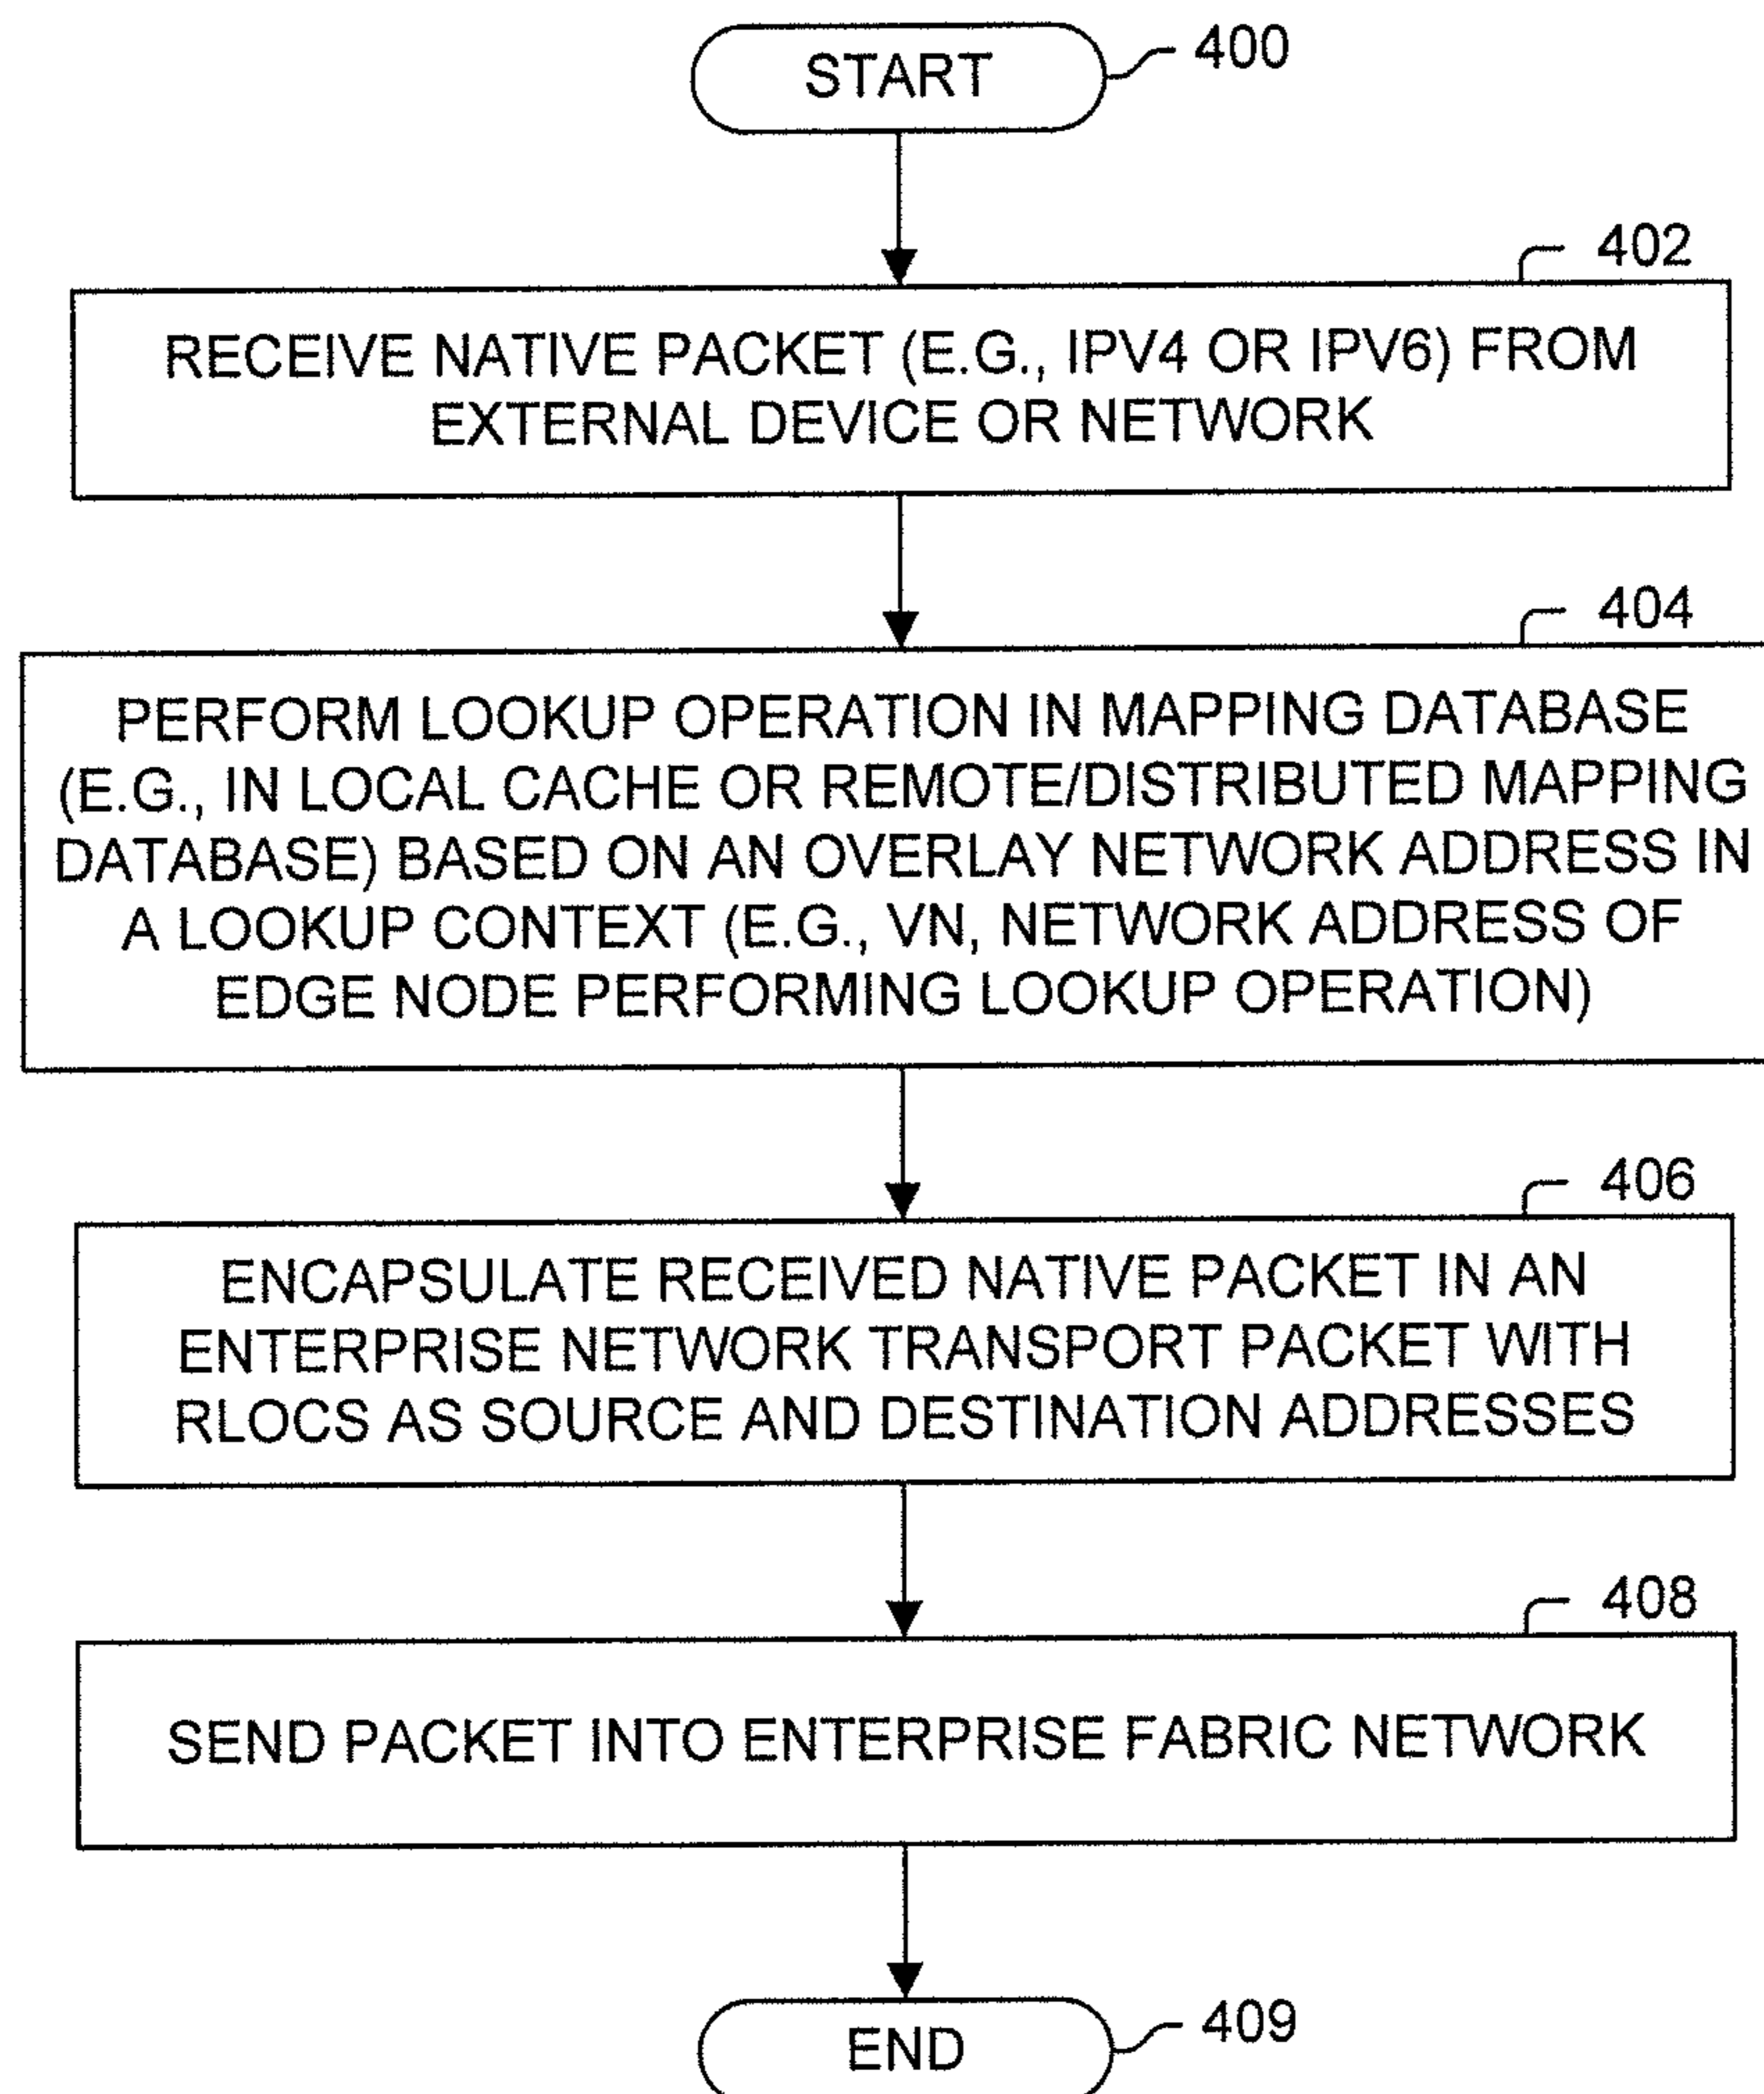 START
400
402
RECEIVE NATIVE PACKET (E.G., IPV4 OR IPV6) FROM
EXTERNAL DEVICE OR NETWORK
404
PERFORM LOOKUP OPERATION IN MAPPING DATABASE
(E.G., IN LOCAL CACHE OR REMOTE/DISTRIBUTED MAPPING
DATABASE) BASED ON AN OVERLAY NETWORK ADDRESS IN
A LOOKUP CONTEXT (E.G., VN, NETWORK ADDRESS OF
EDGE NODE PERFORMING LOOKUP OPERATION)
406
ENCAPSULATE RECEIVED NATIVE PACKET IN AN
ENTERPRISE NETWORK TRANSPORT PACKET WITH
RLOCS AS SOURCE AND DESTINATION ADDRESSES
408
SEND PACKET INTO ENTERPRISE FABRIC NETWORK
END
409